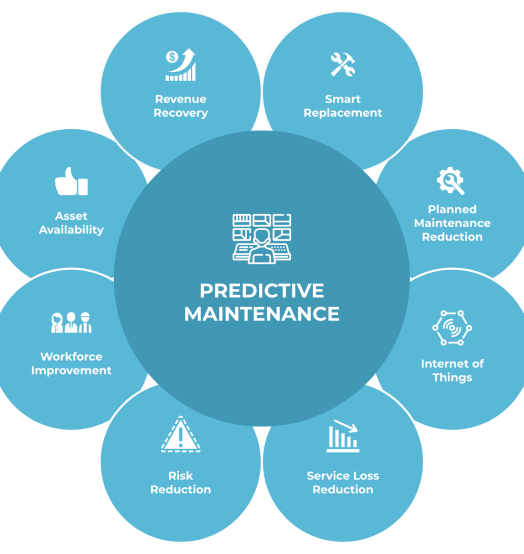 Revenue
Recovery
Smart
Replacement
Asset
Availability
Planned
Maintenance
Reduction
PREDICTIVE
MAINTENANCE
Workforce
Improvement
Internet of
Things
Risk
Reduction
Service Loss
Reduction